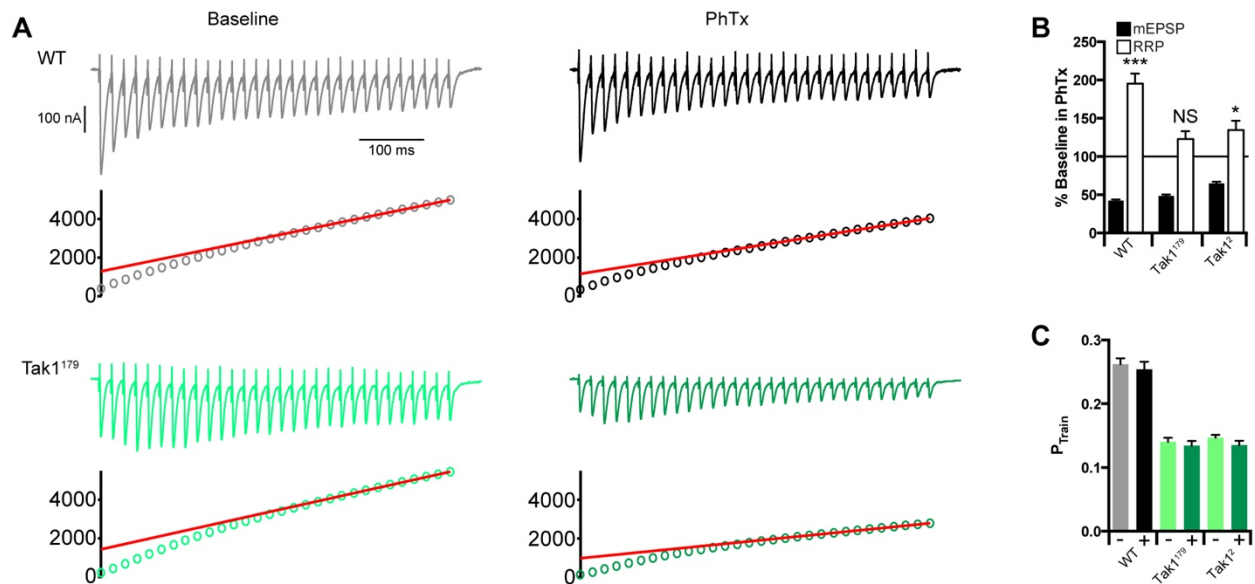 A
Baseline
PhTx
WT
100 nA
100 ms
4000
2000
0
4000
2000
0
Tak1¹⁷⁹
4000
2000
0
4000
2000
0
B
mEPSP
RRP
250
200
150
100
50
0
% Baseline in PhTx
***
NS
*
WT
Tak1¹⁷⁹
Tak1²
C
0.3
0.2
0.1
0.0
P_Train
- + - + - +
WT
Tak1¹⁷⁹
Tak1²